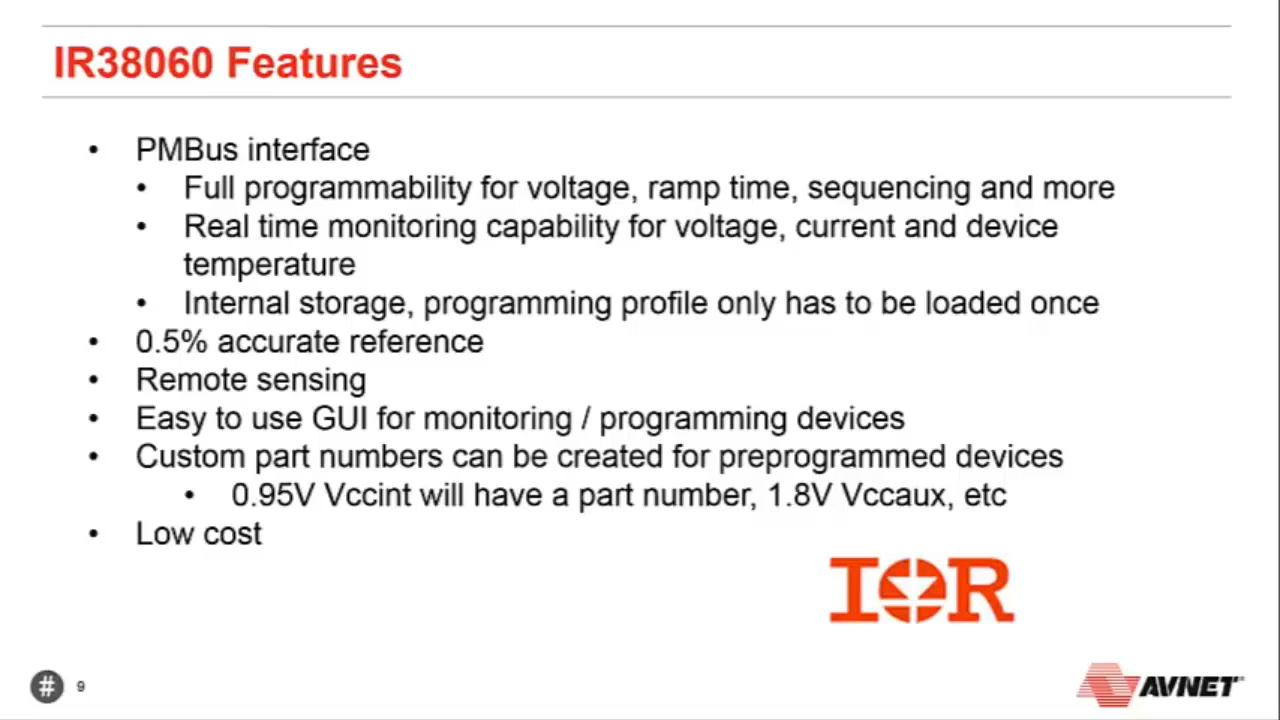 IR38060 Features
• PMBus interface
• Full programmability for voltage, ramp time, sequencing and more
• Real time monitoring capability for voltage, current and device
temperature
• Internal storage, programming profile only has to be loaded once
• 0.5% accurate reference
• Remote sensing
• Easy to use GUI for monitoring / programming devices
• Custom part numbers can be created for preprogrammed devices
• 0.95V Vccint will have a part number, 1.8V Vccaux, etc
• Low cost
IOR
# 9
AVNET